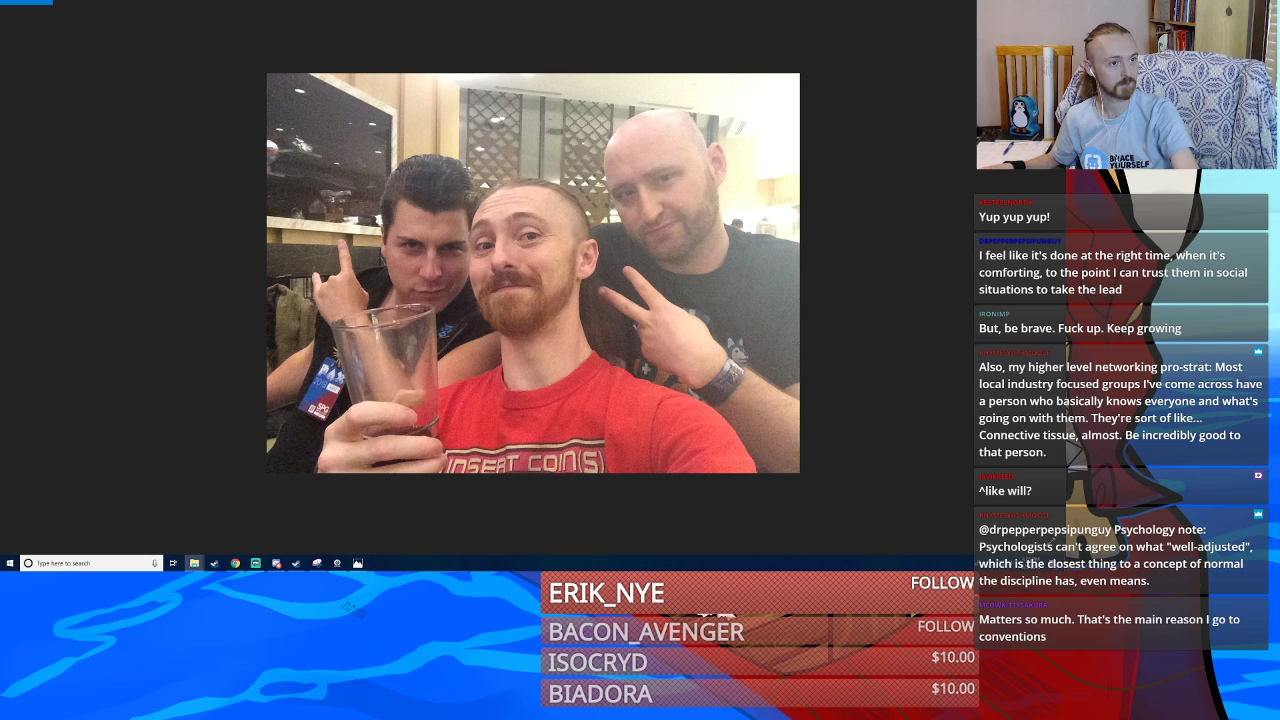 BRACE
YOURSELF
INSERT COIN(S)
KESTRELNORTH
Yup yup yup!
DRPEPPERPEPSIPUNGUY
I feel like it's done at the right time, when it's
comforting, to the point I can trust them in social
situations to take the lead
IRONIMP
But, be brave. Fuck up. Keep growing
Also, my higher level networking pro-strat: Most
local industry focused groups I've come across have
a person who basically knows everyone and what's
going on with them. They're sort of like...
Connective tissue, almost. Be incredibly good to
that person.
^like will?
@drpepperpepsipunguy Psychology note:
Psychologists can't agree on what "well-adjusted",
which is the closest thing to a concept of normal
the discipline has, even means.
MEOWKITTYSAKURA
Matters so much. That's the main reason I go to
conventions
Type here to search
ERIK_NYE FOLLOW
BACON_AVENGER FOLLOW
ISOCRYD $10.00
BIADORA $10.00